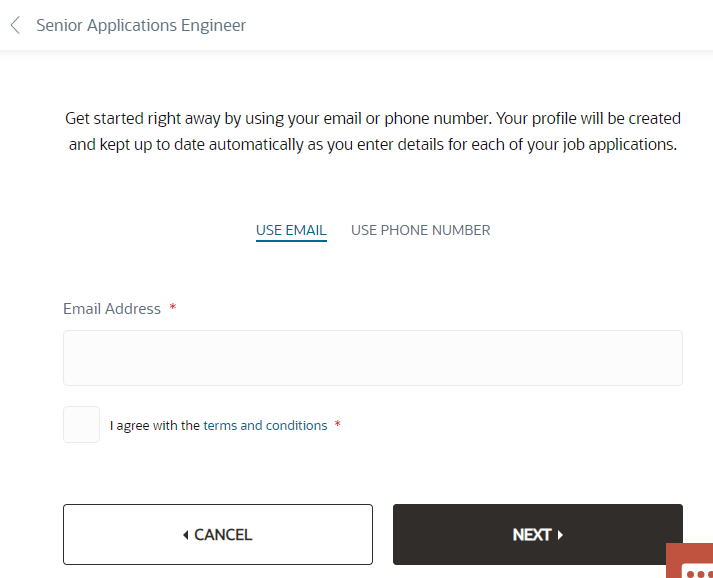 Senior Applications Engineer
Get started right away by using your email or phone number. Your profile will be created
and kept up to date automatically as you enter details for each of your job applications.
USE EMAIL USE PHONE NUMBER
Email Address *
I agree with the terms and conditions *
CANCEL NEXT